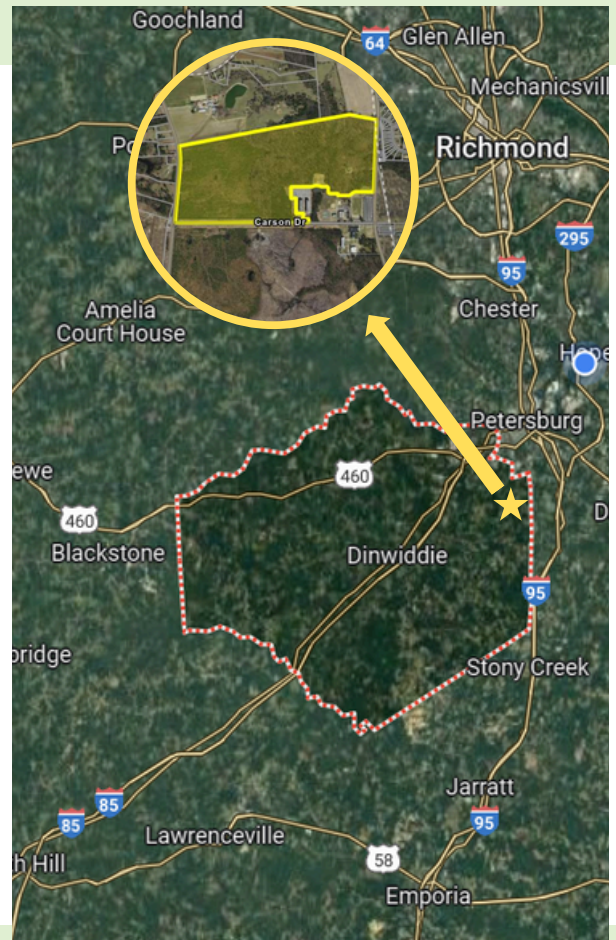 Goochland
64
Glen Allen
Mechanicsvill
Po
Richmond
Carson Dr
295
95
Amelia
Court House
Chester
Hope
Petersburg
ewe
460
460
D
Blackstone
Dinwiddie
95
bridge
Stony Creek
Jarratt
85
85
95
Lawrenceville
h Hill
58
Emporia